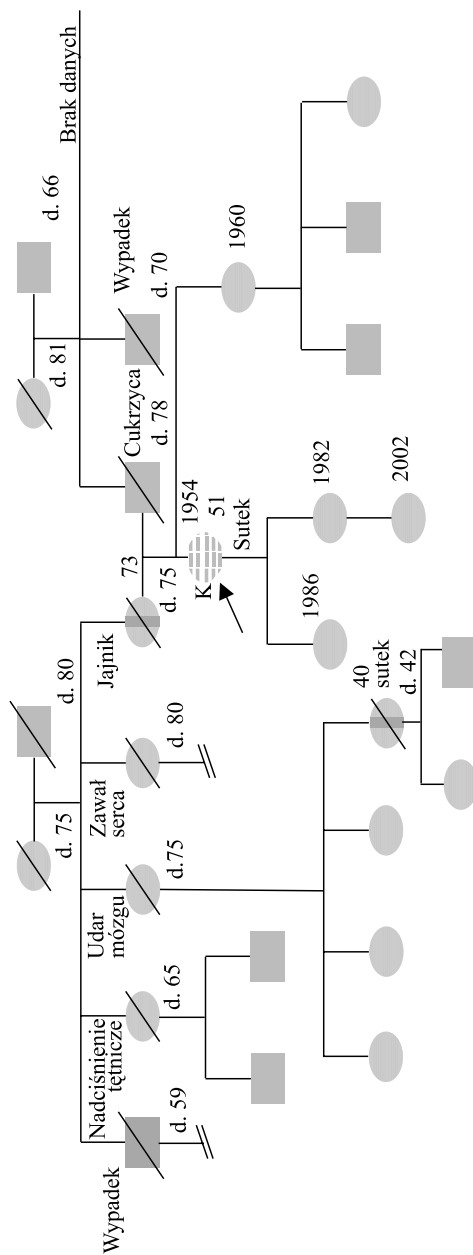 d. 75
d. 80
d. 81
d. 66
Brak danych
Wypadek
d. 59
Nadciśnienie
tętnicze
d. 65
Udar
mózgu
d.75
Zawał
serca
d. 80
Jajnik
73
d. 75
Cukrzyca
d. 78
Wypadek
d. 70
K
1954
51
Sutek
1960
1986
1982
2002
40
sutek
d. 42